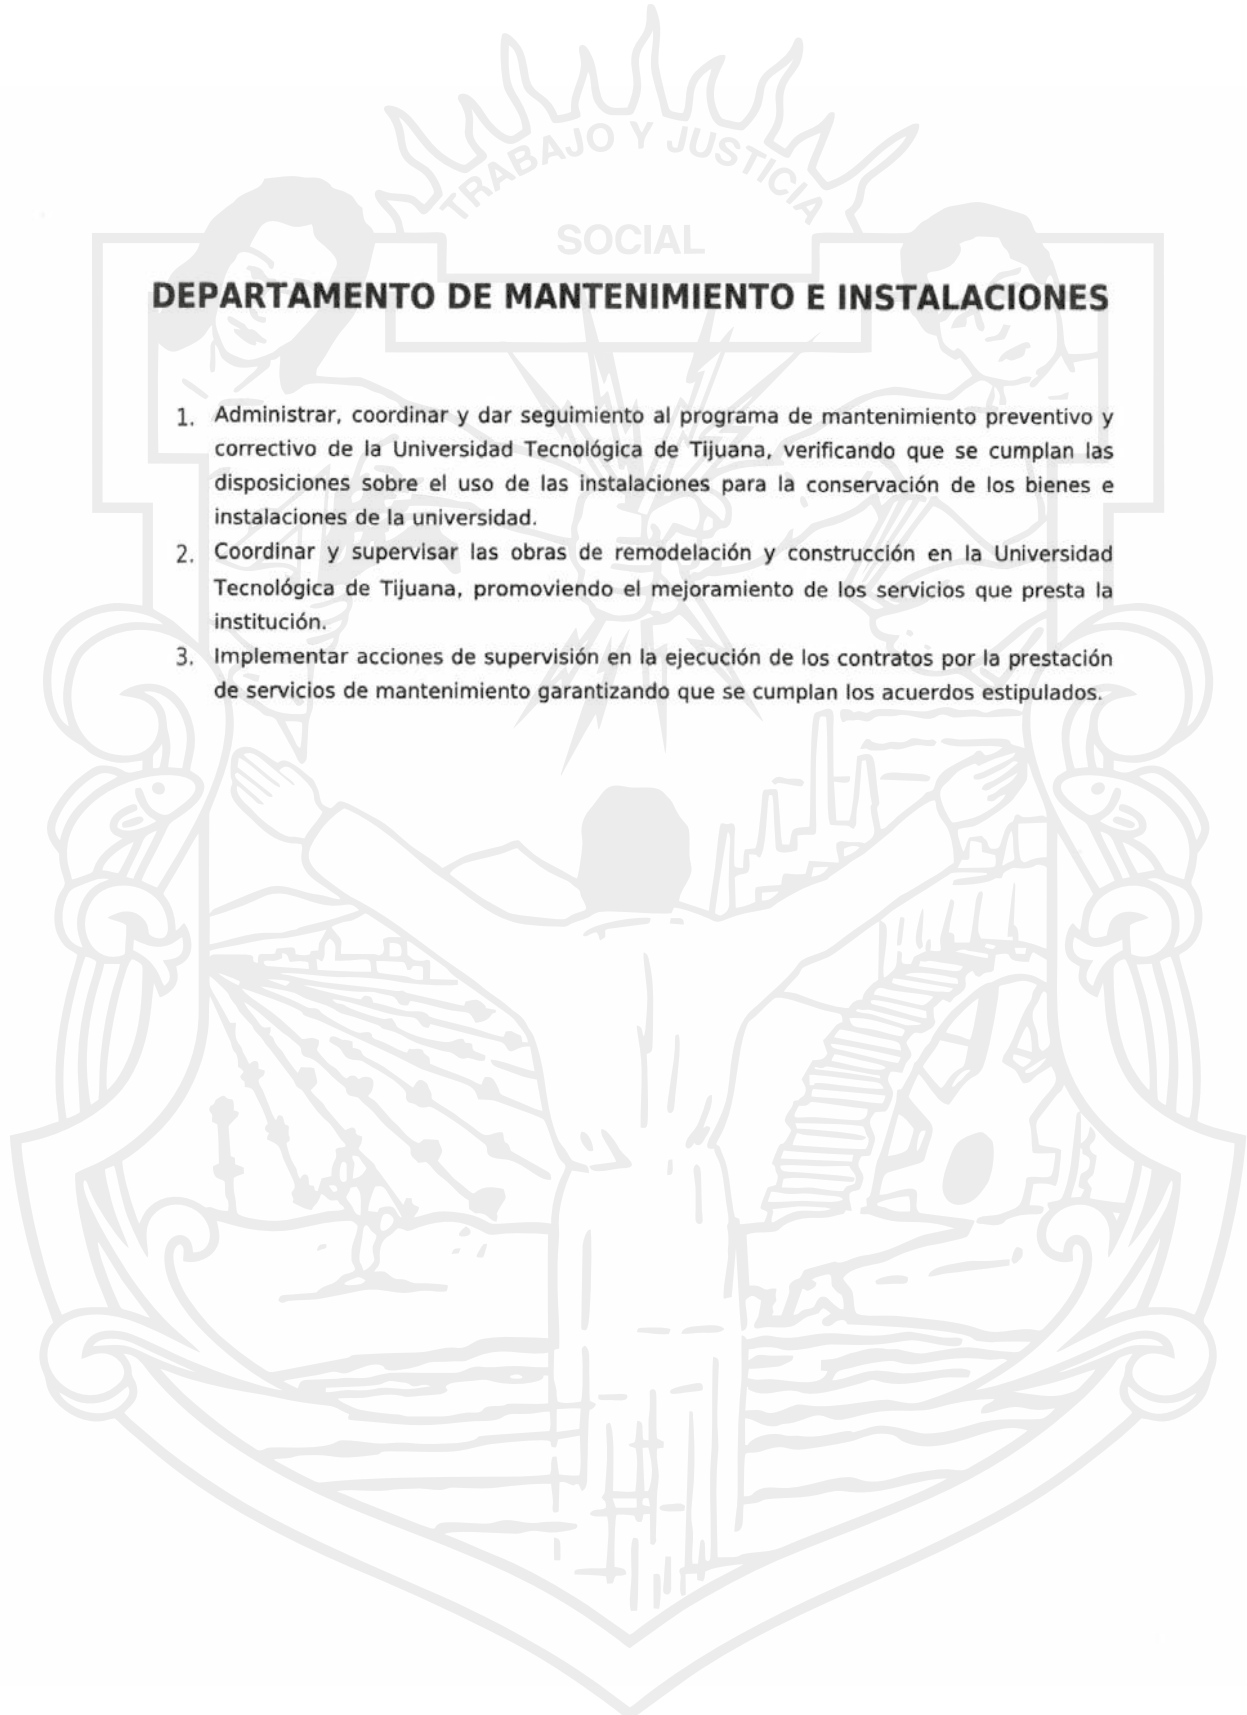 TRABAJO Y JUSTICIA
SOCIAL
DEPARTAMENTO DE MANTENIMIENTO E INSTALACIONES
1. Administrar, coordinar y dar seguimiento al programa de mantenimiento preventivo y
correctivo de la Universidad Tecnológica de Tijuana, verificando que se cumplan las
disposiciones sobre el uso de las instalaciones para la conservación de los bienes e
instalaciones de la universidad.
2. Coordinar y supervisar las obras de remodelación y construcción en la Universidad
Tecnológica de Tijuana, promoviendo el mejoramiento de los servicios que presta la
institución.
3. Implementar acciones de supervisión en la ejecución de los contratos por la prestación
de servicios de mantenimiento garantizando que se cumplan los acuerdos estipulados.